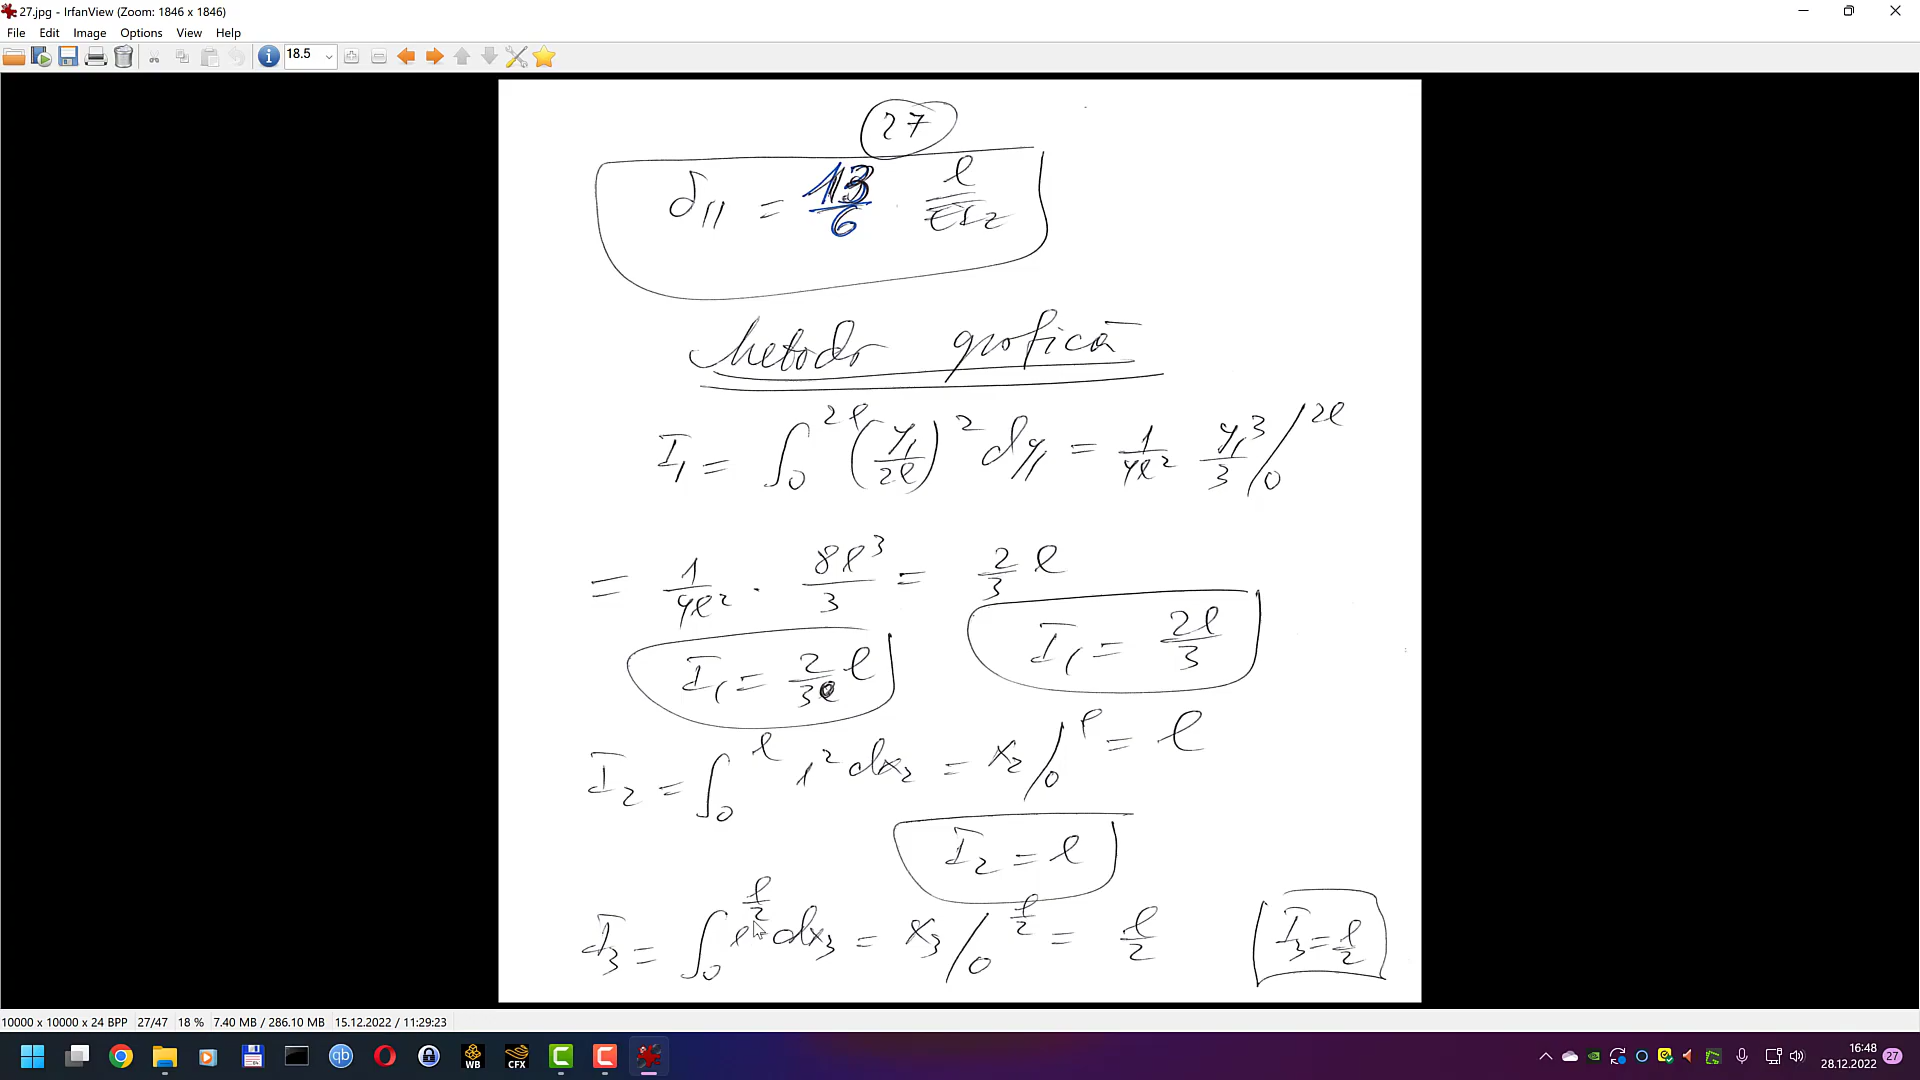 27.jpg - IrfanView (Zoom: 1846 x 1846)
File Edit Image Options View Help
18.5
27
δ11 = 13/6 · l/EI2
Metoda grafică
I1 = ∫0^2l (y1/2l)^2 dy1 = 1/4l^2 y1^3/3 /0^2l
= 1/4l^2 · 8l^3/3 = 2/3 l
I1 = 2/3 l
I1 = 2l/3
I2 = ∫0^l 1^2 dx2 = x2 /0^l = l
I2 = l
I3 = ∫0^l/2 1^2 dx3 = x3 /0^l/2 = l/2
I3 = l/2
10000 x 10000 x 24 BPP 27/47 18 % 7.40 MB / 286.10 MB 15.12.2022 / 11:29:23
qb WB CFX
16:48
28.12.2022
27